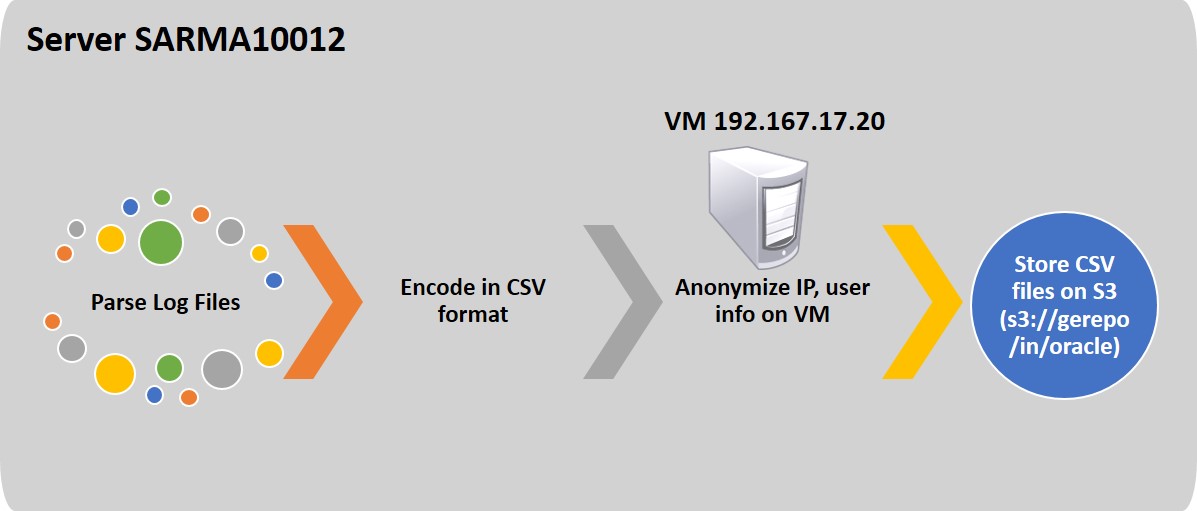 Server SARMA10012
VM 192.167.17.20
Parse Log Files
Encode in CSV
format
Anonymize IP, user
info on VM
Store CSV
files on S3
(s3://gerepo
/in/oracle)